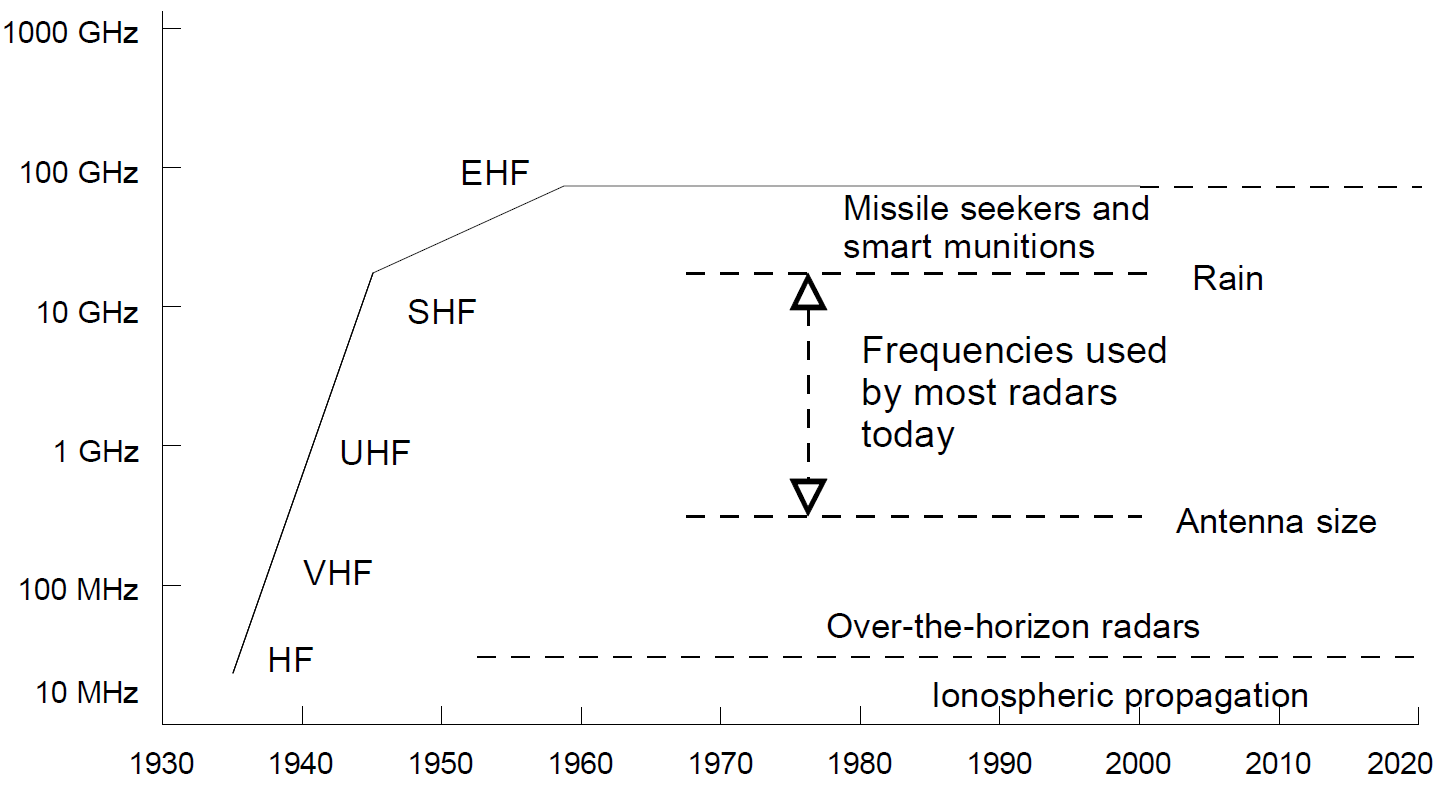 1000 GHz
100 GHz
EHF
Missile seekers and
smart munitions
Rain
10 GHz
SHF
Frequencies used
by most radars
today
1 GHz
UHF
Antenna size
VHF
100 MHz
Over-the-horizon radars
HF
10 MHz
Ionospheric propagation
1930 1940 1950 1960 1970 1980 1990 2000 2010 2020